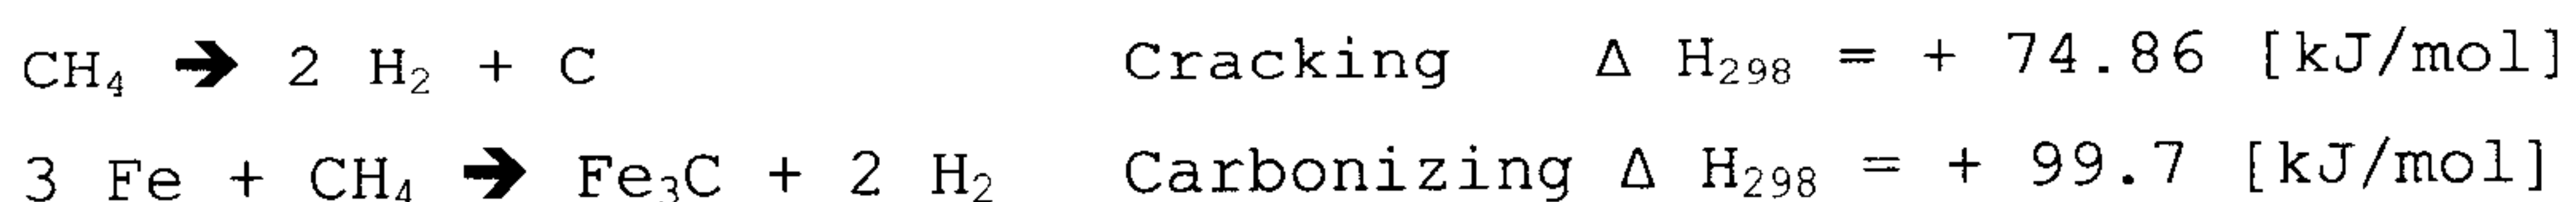 CH₄ ➔ 2 H₂ + C Cracking Δ H₂₉₈ = + 74.86 [kJ/mol]
3 Fe + CH₄ ➔ Fe₃C + 2 H₂ Carbonizing Δ H₂₉₈ = + 99.7 [kJ/mol]